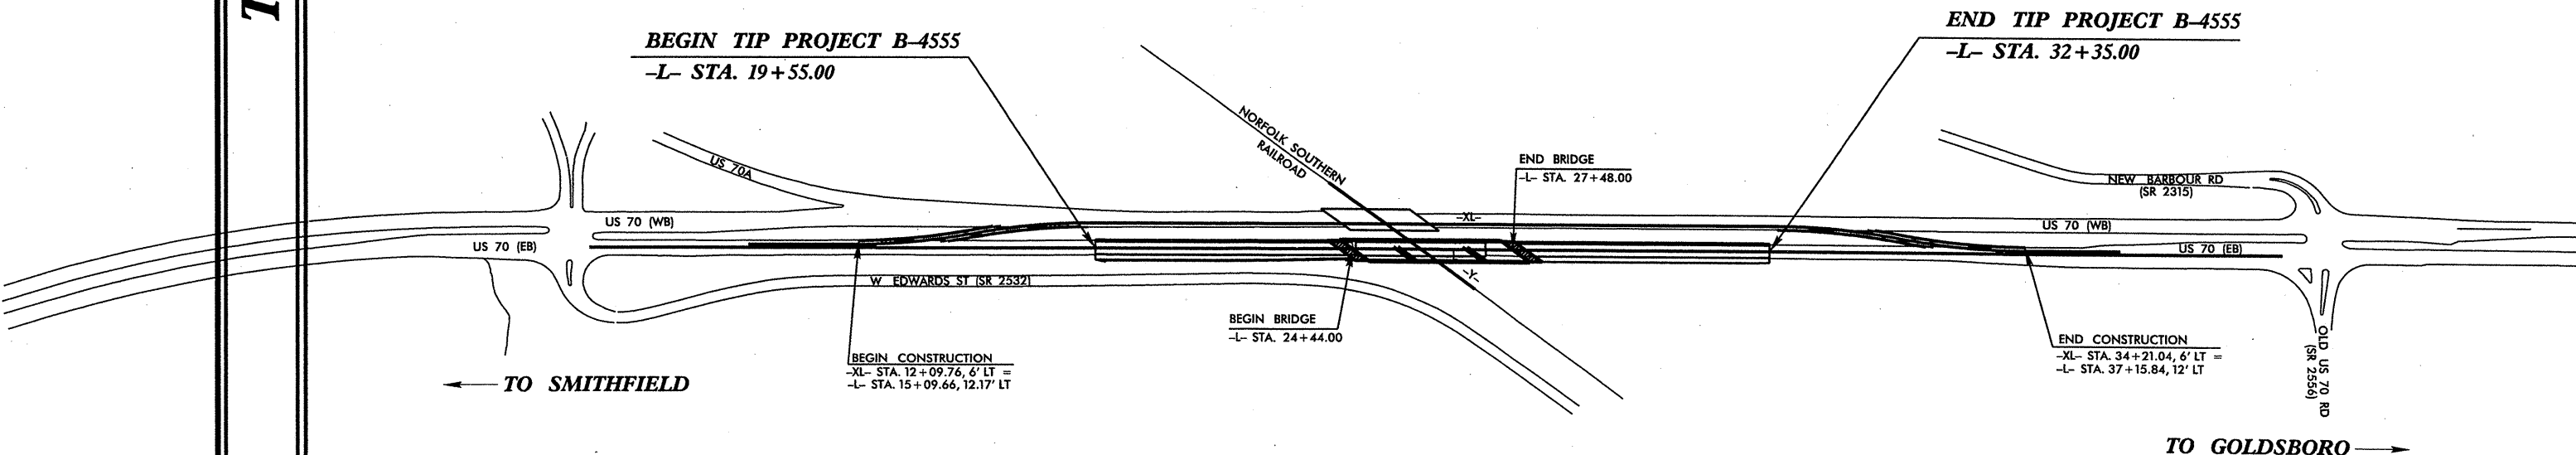 BEGIN TIP PROJECT B-4555
-L- STA. 19+55.00
END TIP PROJECT B-4555
-L- STA. 32+35.00
NORFOLK SOUTHERN
RAILROAD
END BRIDGE
-L- STA. 27+48.00
US 70A
NEW BARBOUR RD
(SR 2315)
US 70 (WB)
-XL-
US 70 (WB)
US 70 (EB)
US 70 (EB)
-Y-
W EDWARDS ST (SR 2532)
BEGIN BRIDGE
-L- STA. 24+44.00
BEGIN CONSTRUCTION
-XL- STA. 12+09.76, 6' LT =
-L- STA. 15+09.66, 12.17' LT
END CONSTRUCTION
-XL- STA. 34+21.04, 6' LT =
-L- STA. 37+15.84, 12' LT
OLD US 70 RD
(SR 2556)
TO SMITHFIELD
TO GOLDSBORO